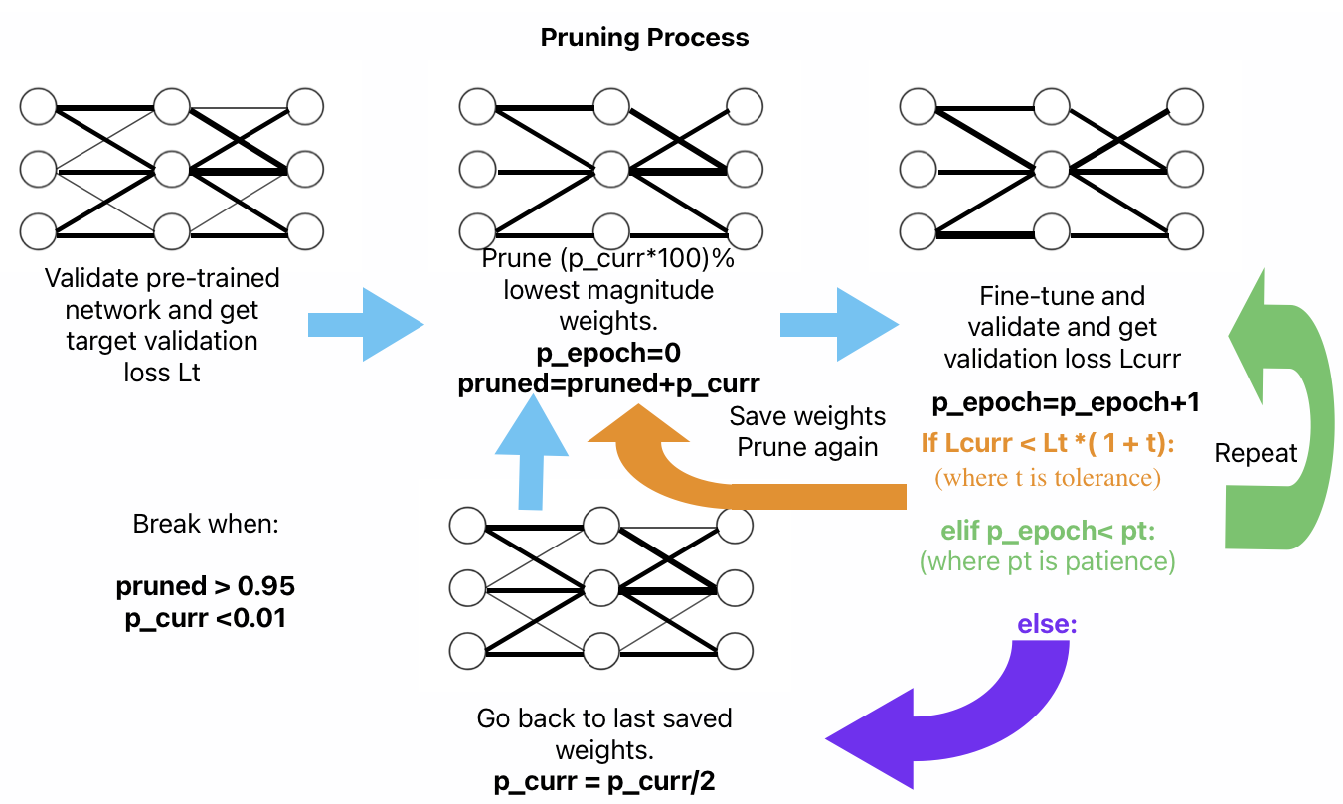 Pruning Process
Validate pre-trained
network and get
target validation
loss Lt
Prune (p_curr*100)%
lowest magnitude
weights.
p_epoch=0
pruned=pruned+p_curr
Fine-tune and
validate and get
validation loss Lcurr
p_epoch=p_epoch+1
If Lcurr < Lt *( 1 + t):
(where t is tolerance)
Save weights
Prune again
elif p_epoch< pt:
(where pt is patience)
Repeat
else:
Go back to last saved
weights.
p_curr = p_curr/2
Break when:
pruned > 0.95
p_curr <0.01